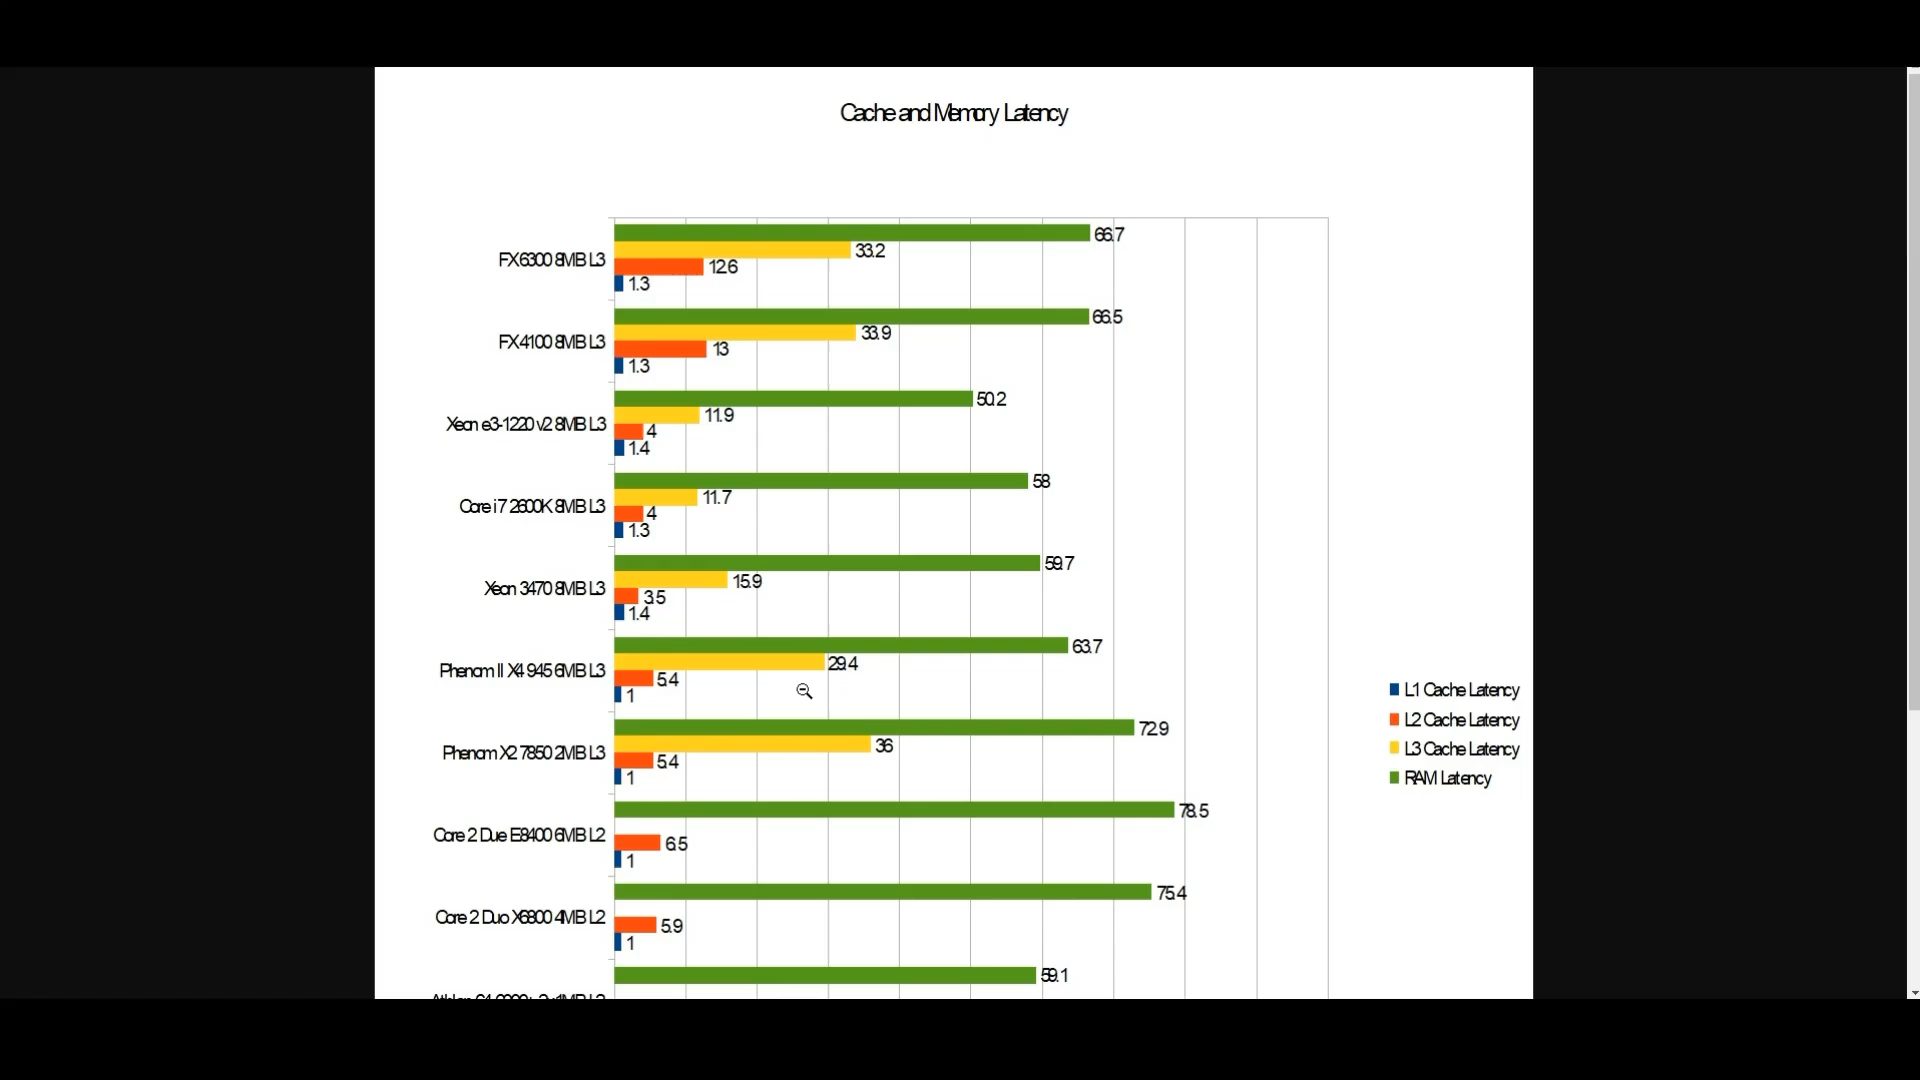 Cache and Memory Latency
66.7
33.2
FX 6300 8MB L3
12.6
1.3
66.5
33.9
FX 4100 8MB L3
13
1.3
50.2
11.9
Xeon e3-1220 v2 8MB L3
4
1.4
58
11.7
Core i7 2600K 8MB L3
4
1.3
59.7
15.9
Xeon 3470 8MB L3
3.5
1.4
63.7
29.4
Phenom II X4 945 6MB L3
5.4
1
L1 Cache Latency
L2 Cache Latency
L3 Cache Latency
RAM Latency
72.9
36
Phenom X2 7850 2MB L3
5.4
1
78.5
Core 2 Due E8400 6MB L2
6.5
1
75.4
Core 2 Duo X6800 4MB L2
5.9
1
59.1